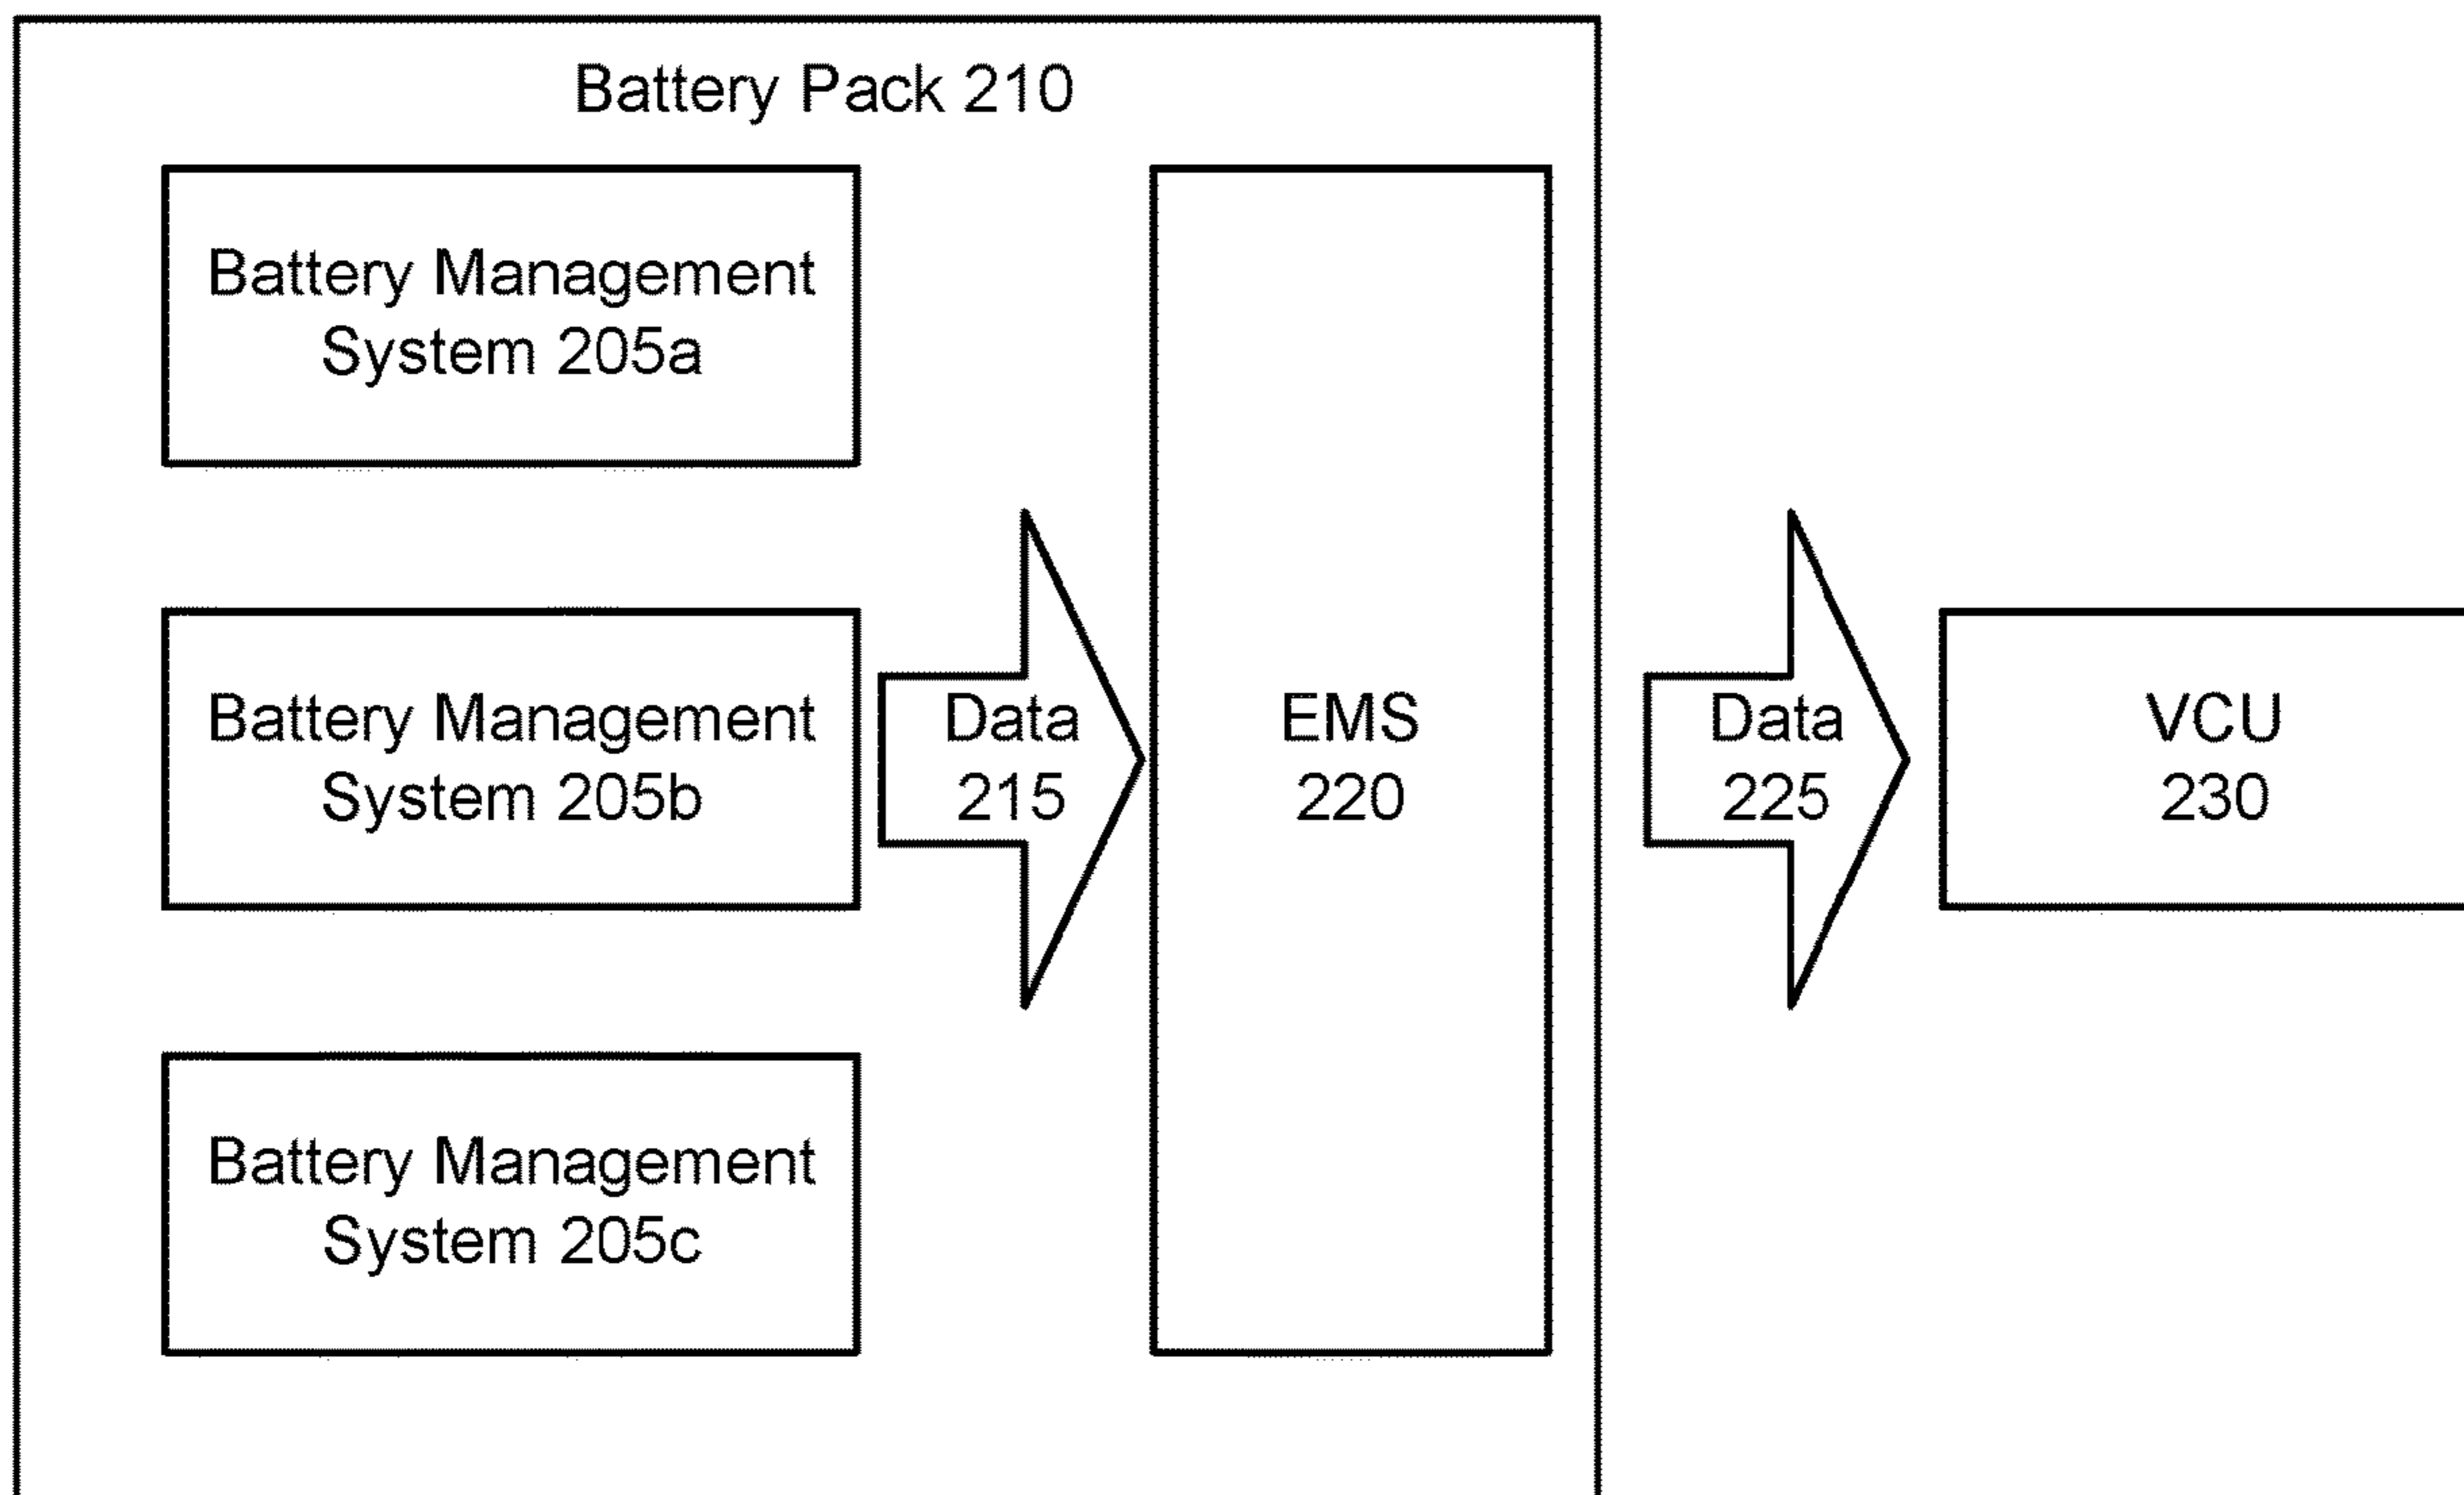 Battery Pack 210
Battery Management
System 205a
Battery Management
System 205b
Battery Management
System 205c
Data
215
EMS
220
Data
225
VCU
230